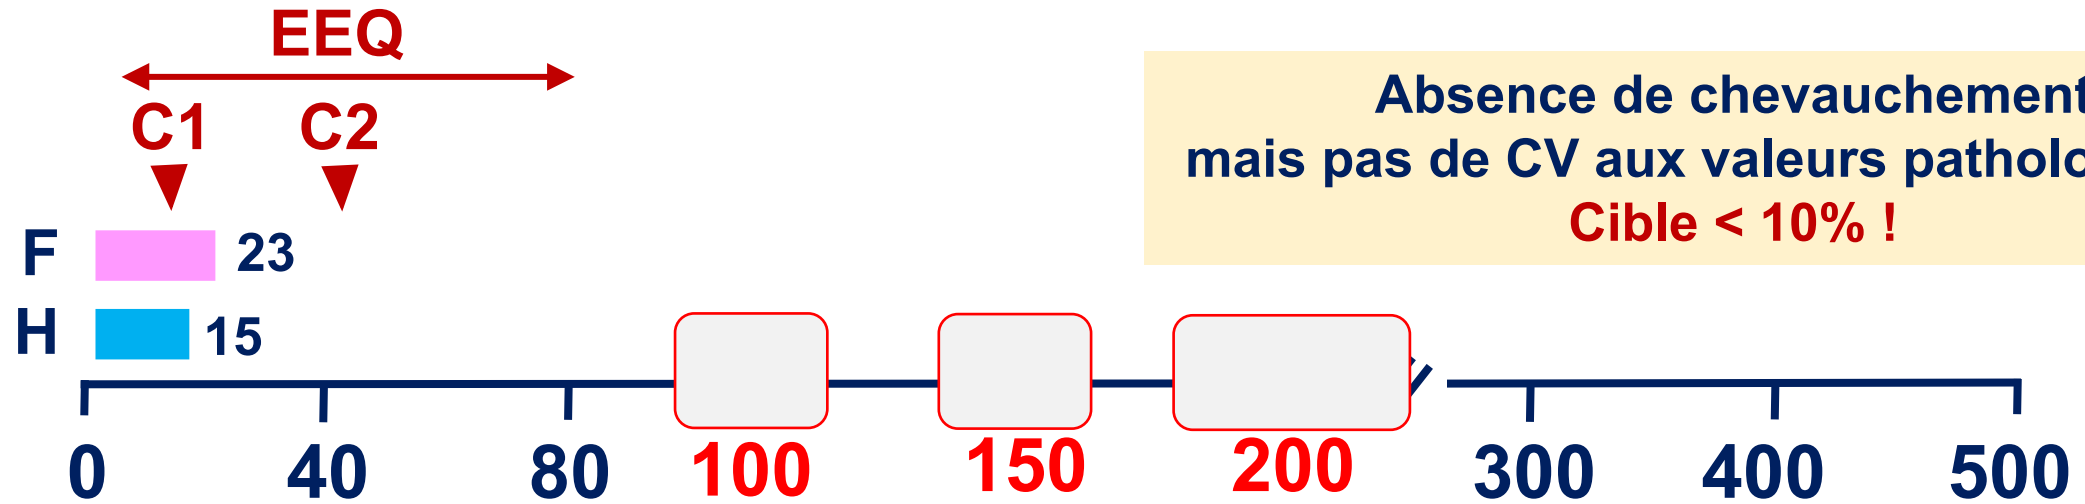 EEQ
C1 C2
Absence de chevauchement
mais pas de CV aux valeurs
Cible < 10% !
F 23
H 15
0 40 80 100 150 200 300 400 500